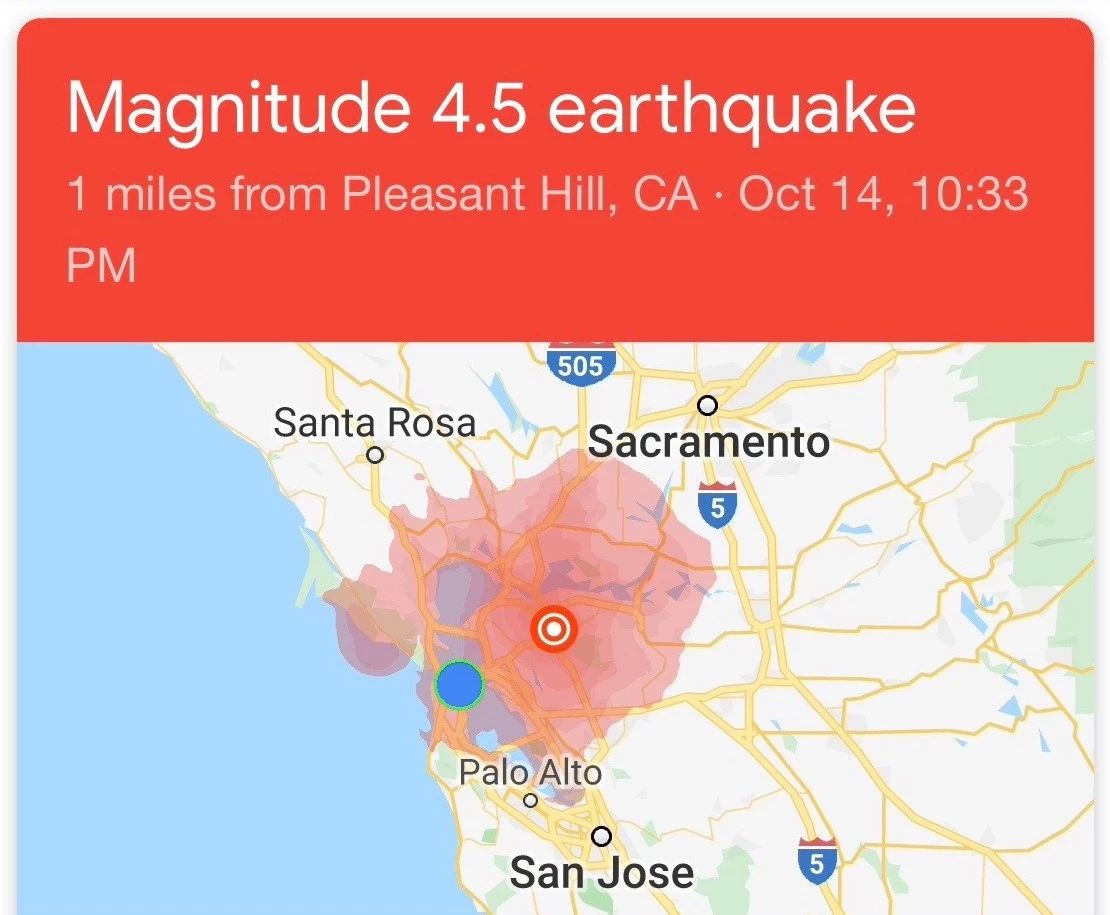 Magnitude 4.5 earthquake
1 miles from Pleasant Hill, CA · Oct 14, 10:33
PM
505
Santa Rosa
Sacramento
5
Palo Alto
San Jose
5